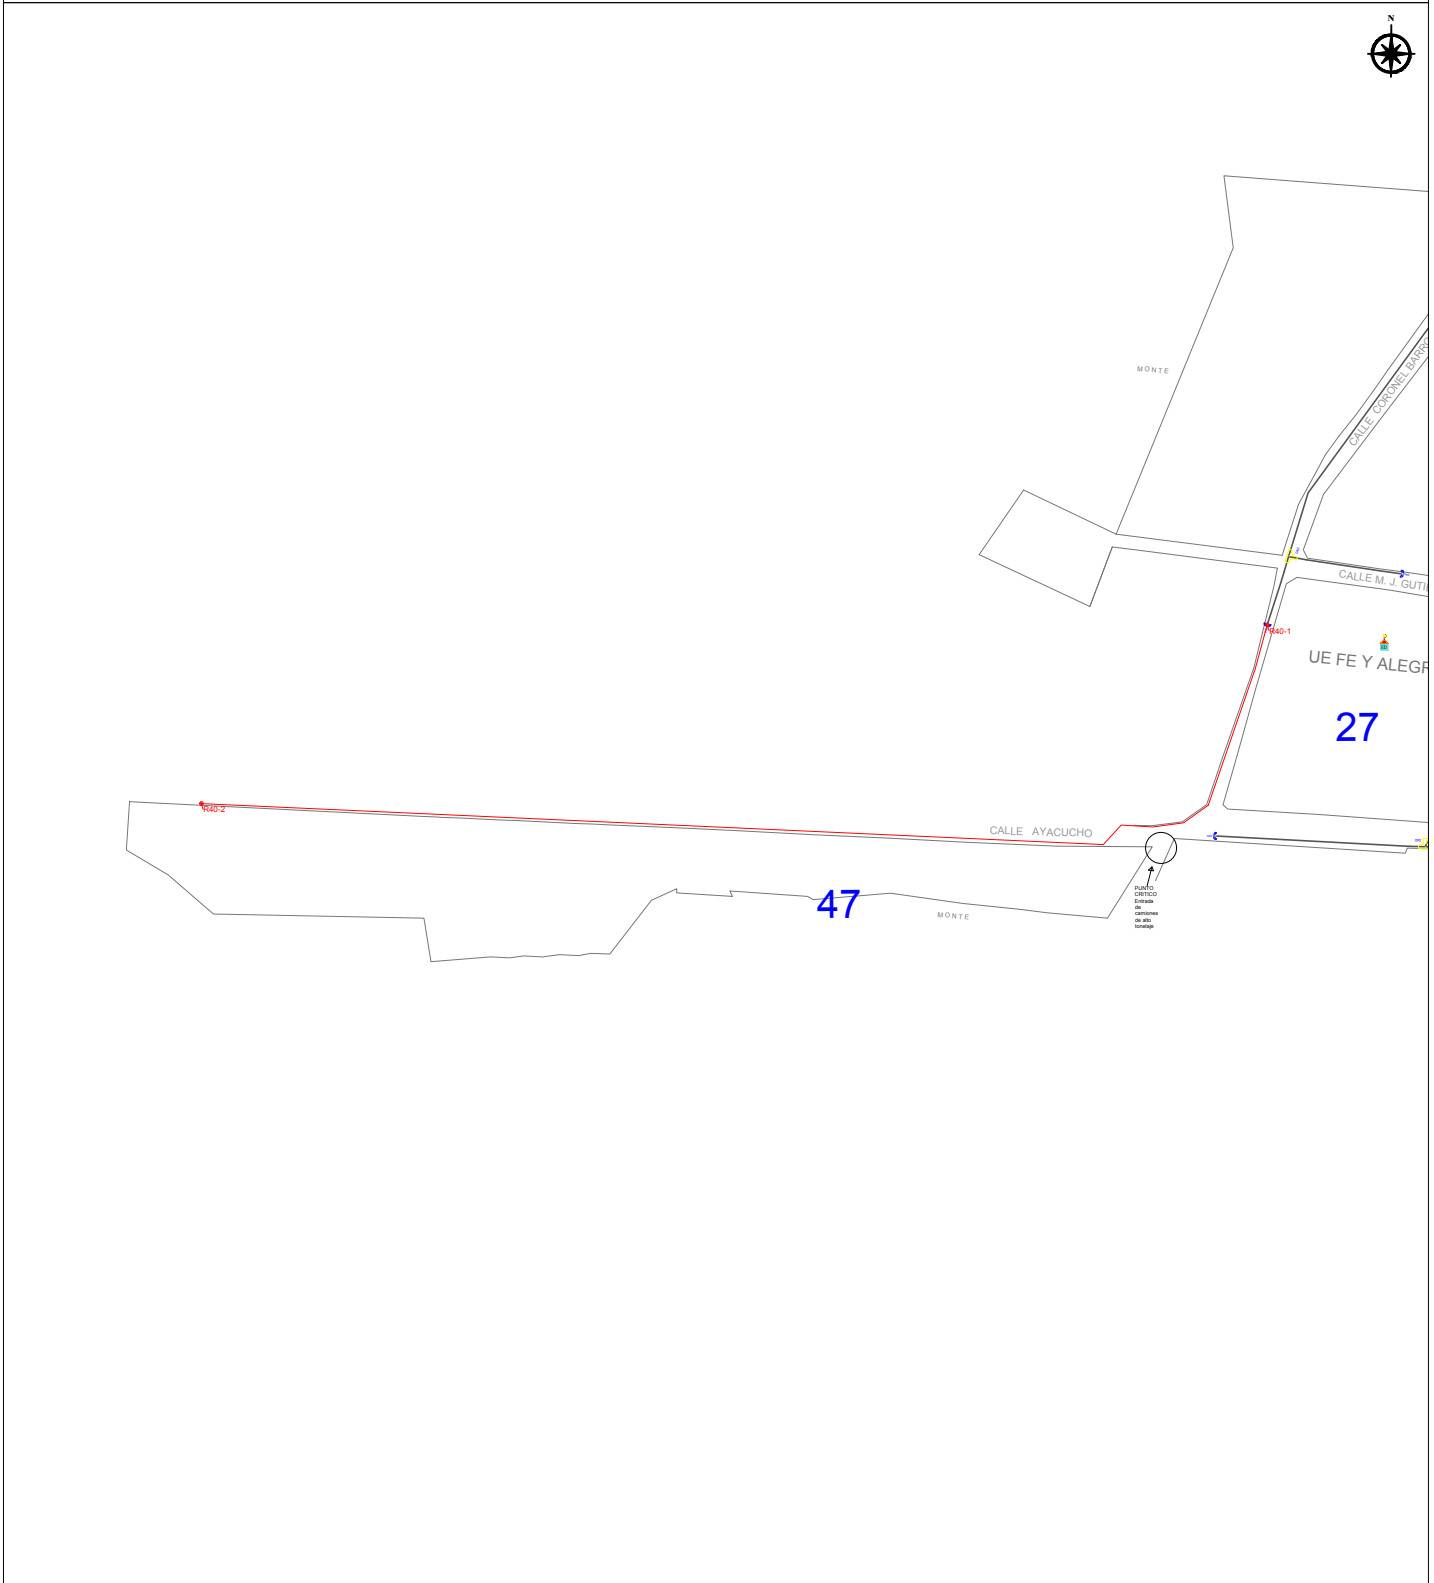 N
MONTE
CALLE CORONEL BARRO
CALLE M. J. GUTI
R40-1
UE FE Y ALEGR
27
R40-2
CALLE AYACUCHO
47
MONTE
PUNTO
CRITICO
Entrada
de
camiones
de alto
tonelaje